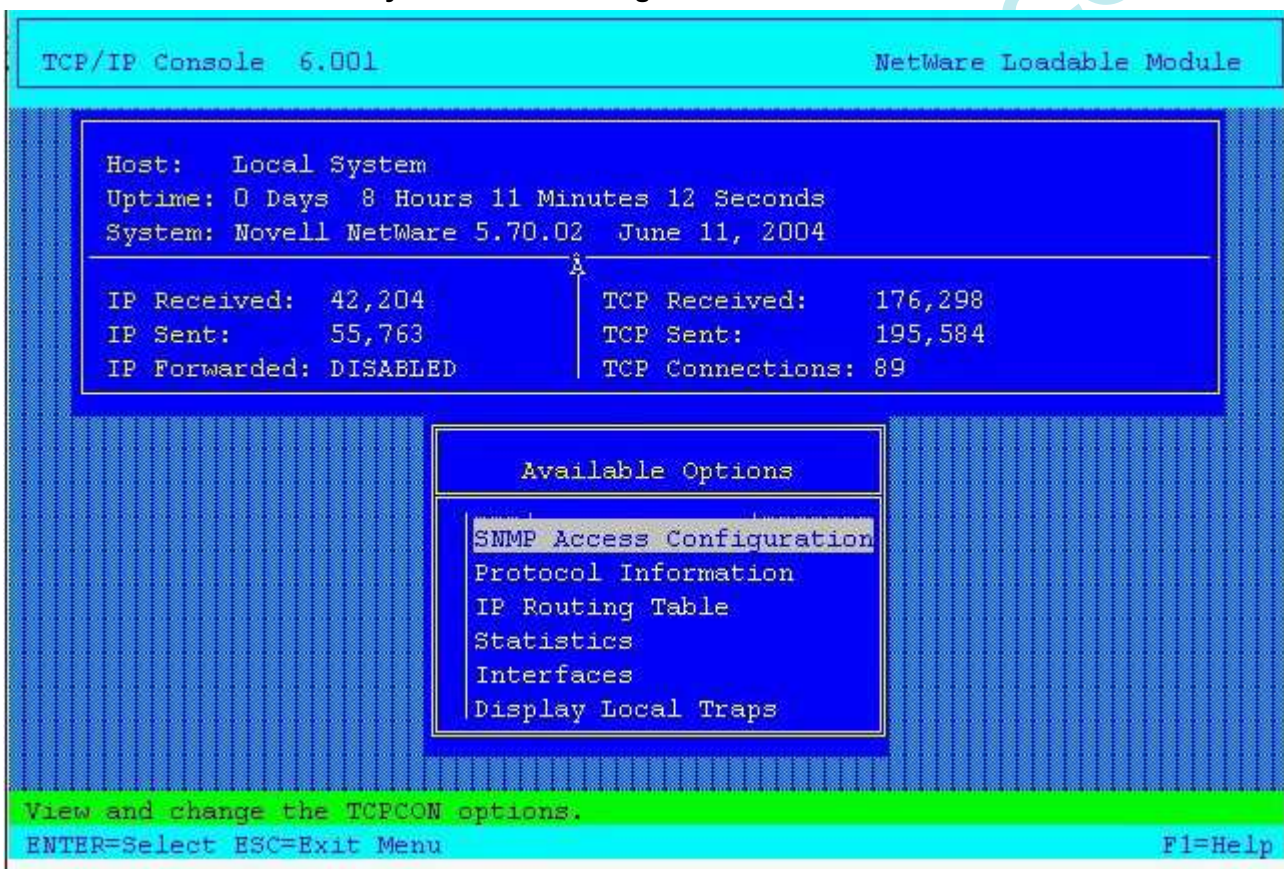 TCP/IP Console 6.001 NetWare Loadable Module
Host: Local System
Uptime: 0 Days 8 Hours 11 Minutes 12 Seconds
System: Novell NetWare 5.70.02 June 11, 2004
IP Received: 42,204 TCP Received: 176,298
IP Sent: 55,763 TCP Sent: 195,584
IP Forwarded: DISABLED TCP Connections: 89
Available Options
SNMP Access Configuration
Protocol Information
IP Routing Table
Statistics
Interfaces
Display Local Traps
View and change the TCPCON options.
ENTER=Select ESC=Exit Menu F1=Help